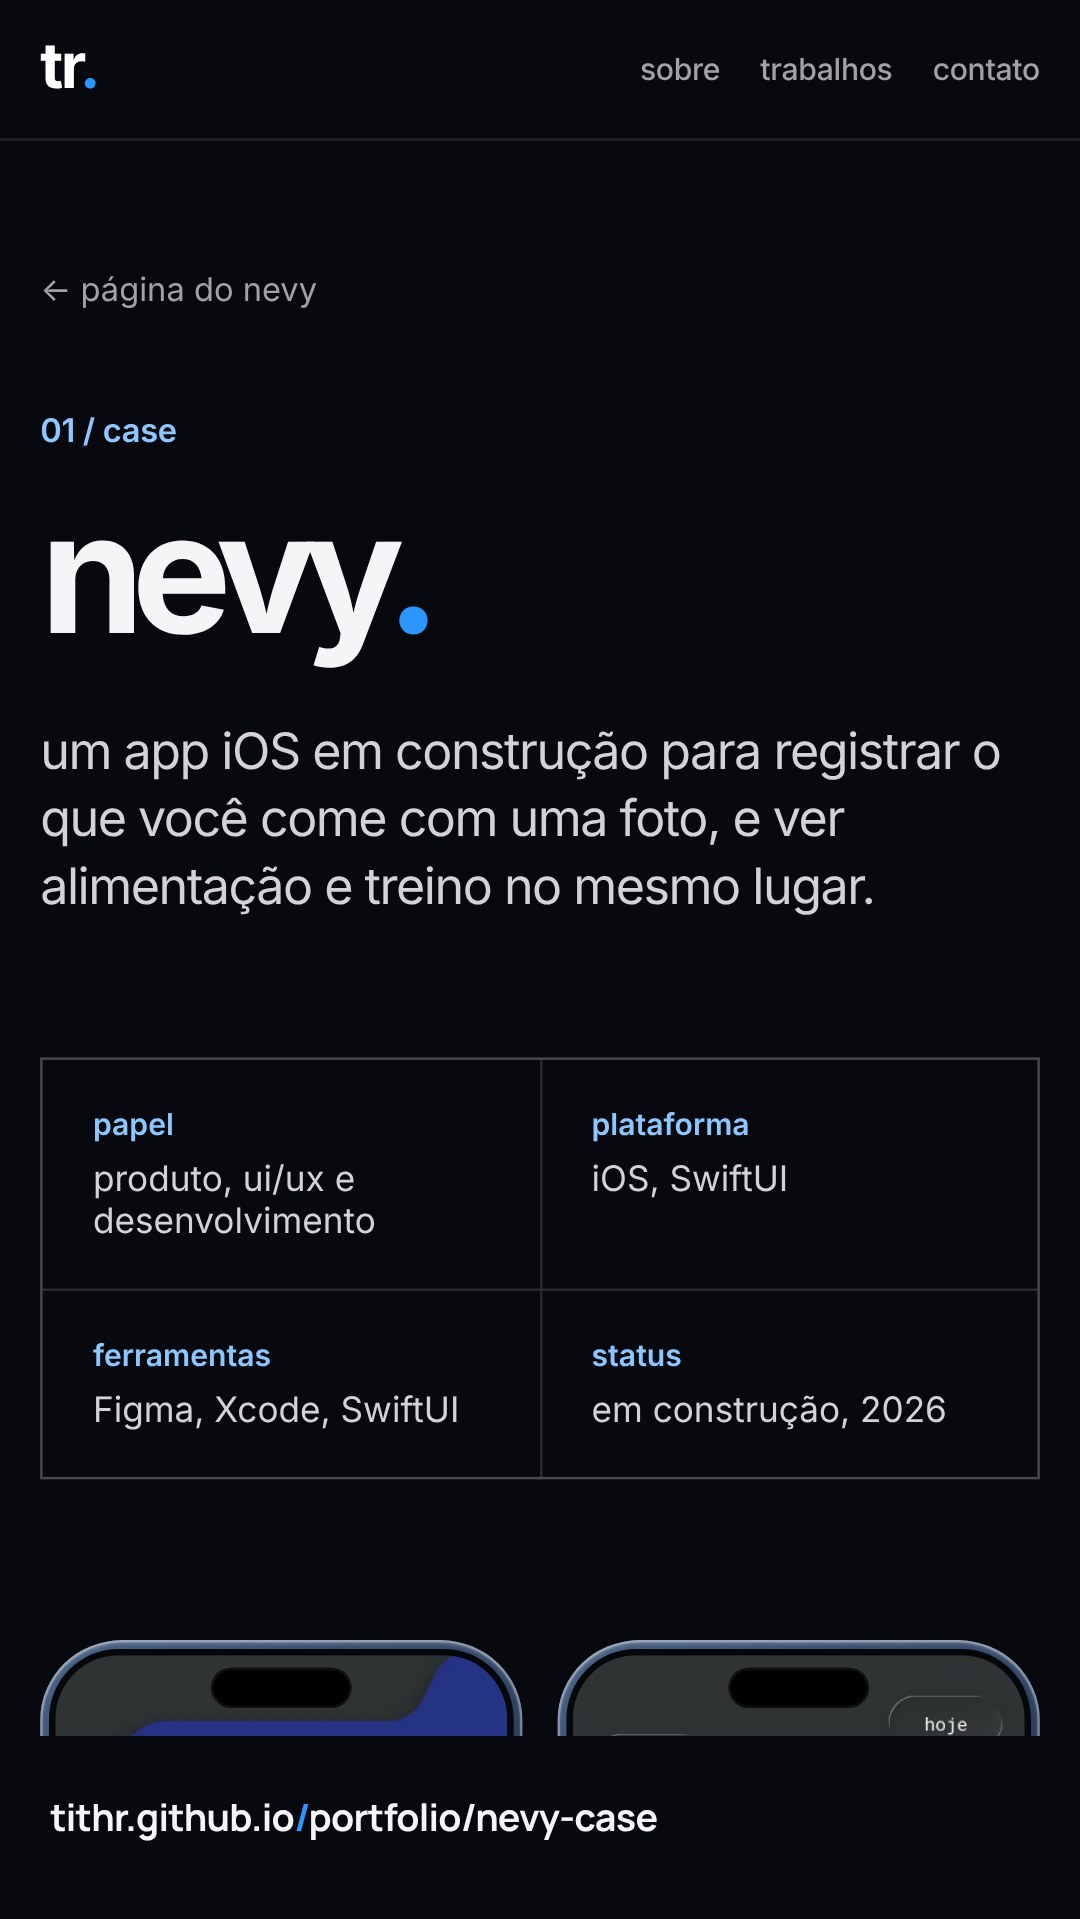 tr.
sobre trabalhos contato
← página do nevy
01 / case
nevy.
um app iOS em construção para registrar o
que você come com uma foto, e ver
alimentação e treino no mesmo lugar.
papel
produto, ui/ux e
desenvolvimento
plataforma
iOS, SwiftUI
ferramentas
Figma, Xcode, SwiftUI
status
em construção, 2026
hoje
tithr.github.io/portfolio/nevy-case